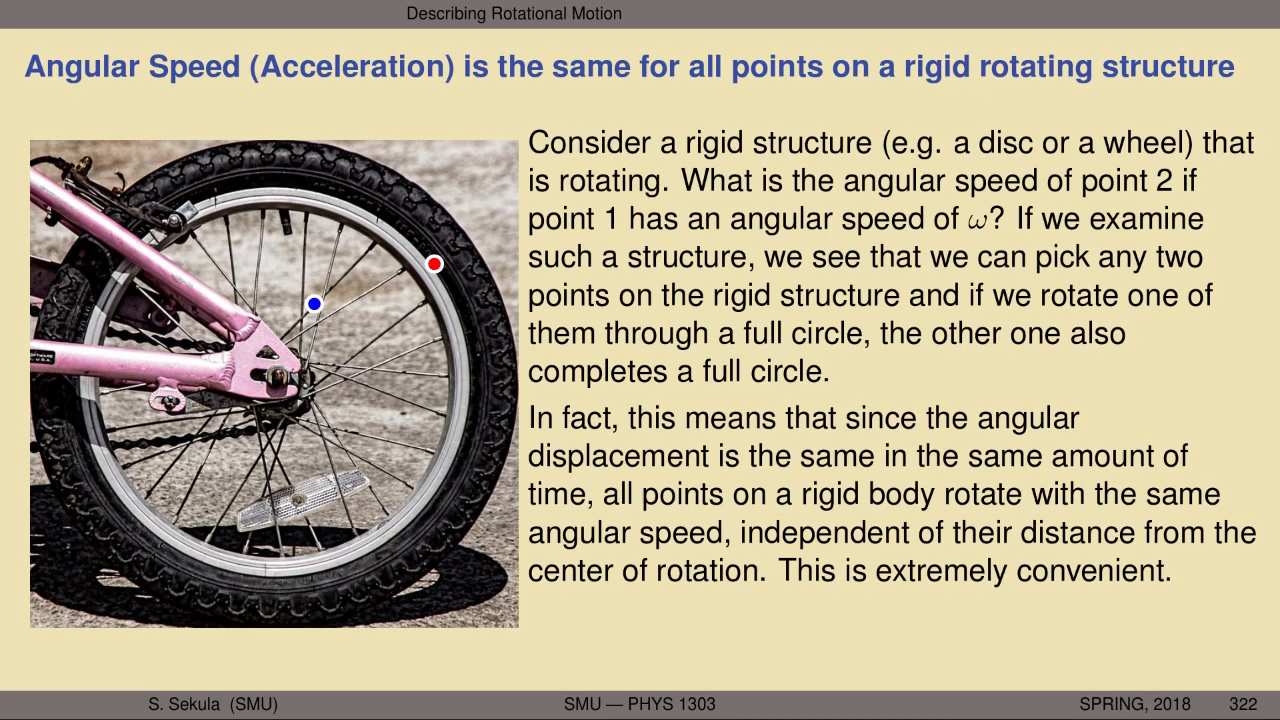 Describing Rotational Motion
Angular Speed (Acceleration) is the same for all points on a rigid rotating structure
Consider a rigid structure (e.g. a disc or a wheel) that
is rotating. What is the angular speed of point 2 if
point 1 has an angular speed of ω? If we examine
such a structure, we see that we can pick any two
points on the rigid structure and if we rotate one of
them through a full circle, the other one also
completes a full circle.
In fact, this means that since the angular
displacement is the same in the same amount of
time, all points on a rigid body rotate with the same
angular speed, independent of their distance from the
center of rotation. This is extremely convenient.
S. Sekula (SMU)
SMU — PHYS 1303
SPRING, 2018
322